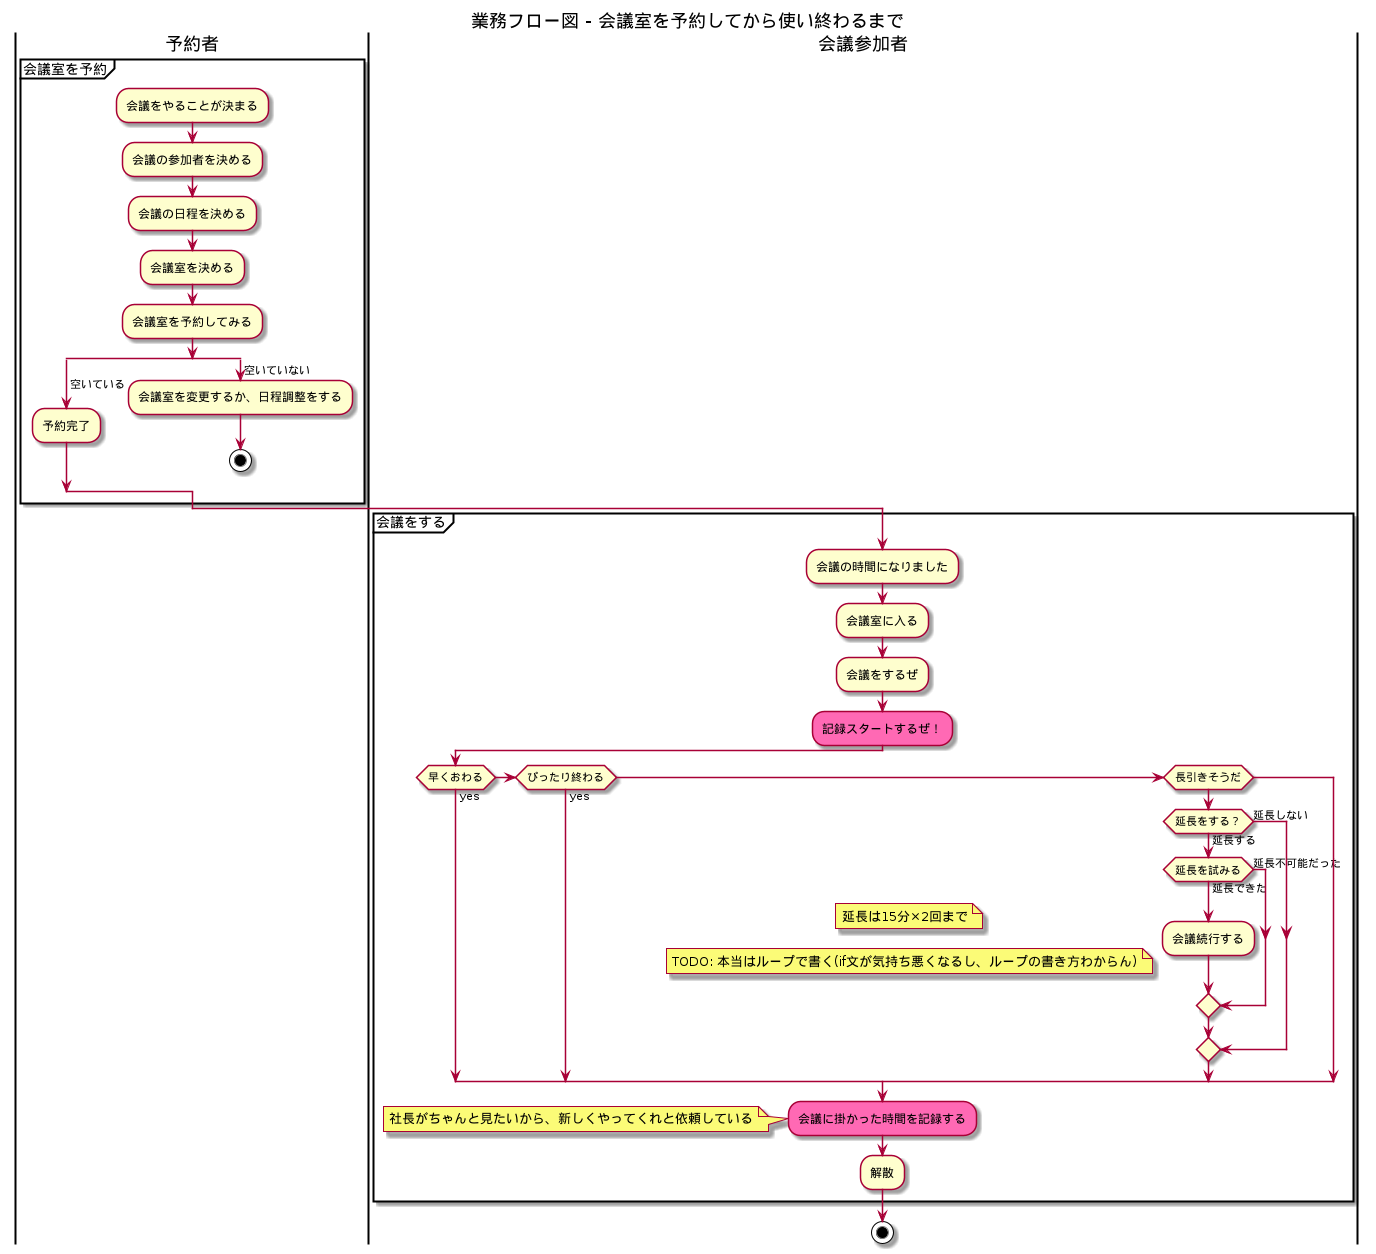 業務フロー図 - 会議室を予約してから使い終わるまで
予約者
会議参加者
会議室を予約
会議をやることが決まる
会議の参加者を決める
会議の日程を決める
会議室を決める
会議室を予約してみる
空いている
空いていない
会議室を変更するか、日程調整をする
予約完了
会議をする
会議の時間になりました
会議室に入る
会議をするぜ
記録スタートするぜ！
早くおわる
ぴったり終わる
長引きそうだ
yes
yes
延長をする？
延長しない
延長する
延長を試みる
延長不可能だった
延長できた
延長は15分×2回まで
会議続行する
TODO: 本当はループで書く(if文が気持ち悪くなるし、ループの書き方わからん)
社長がちゃんと見たいから、新しくやってくれと依頼している
会議に掛かった時間を記録する
解散